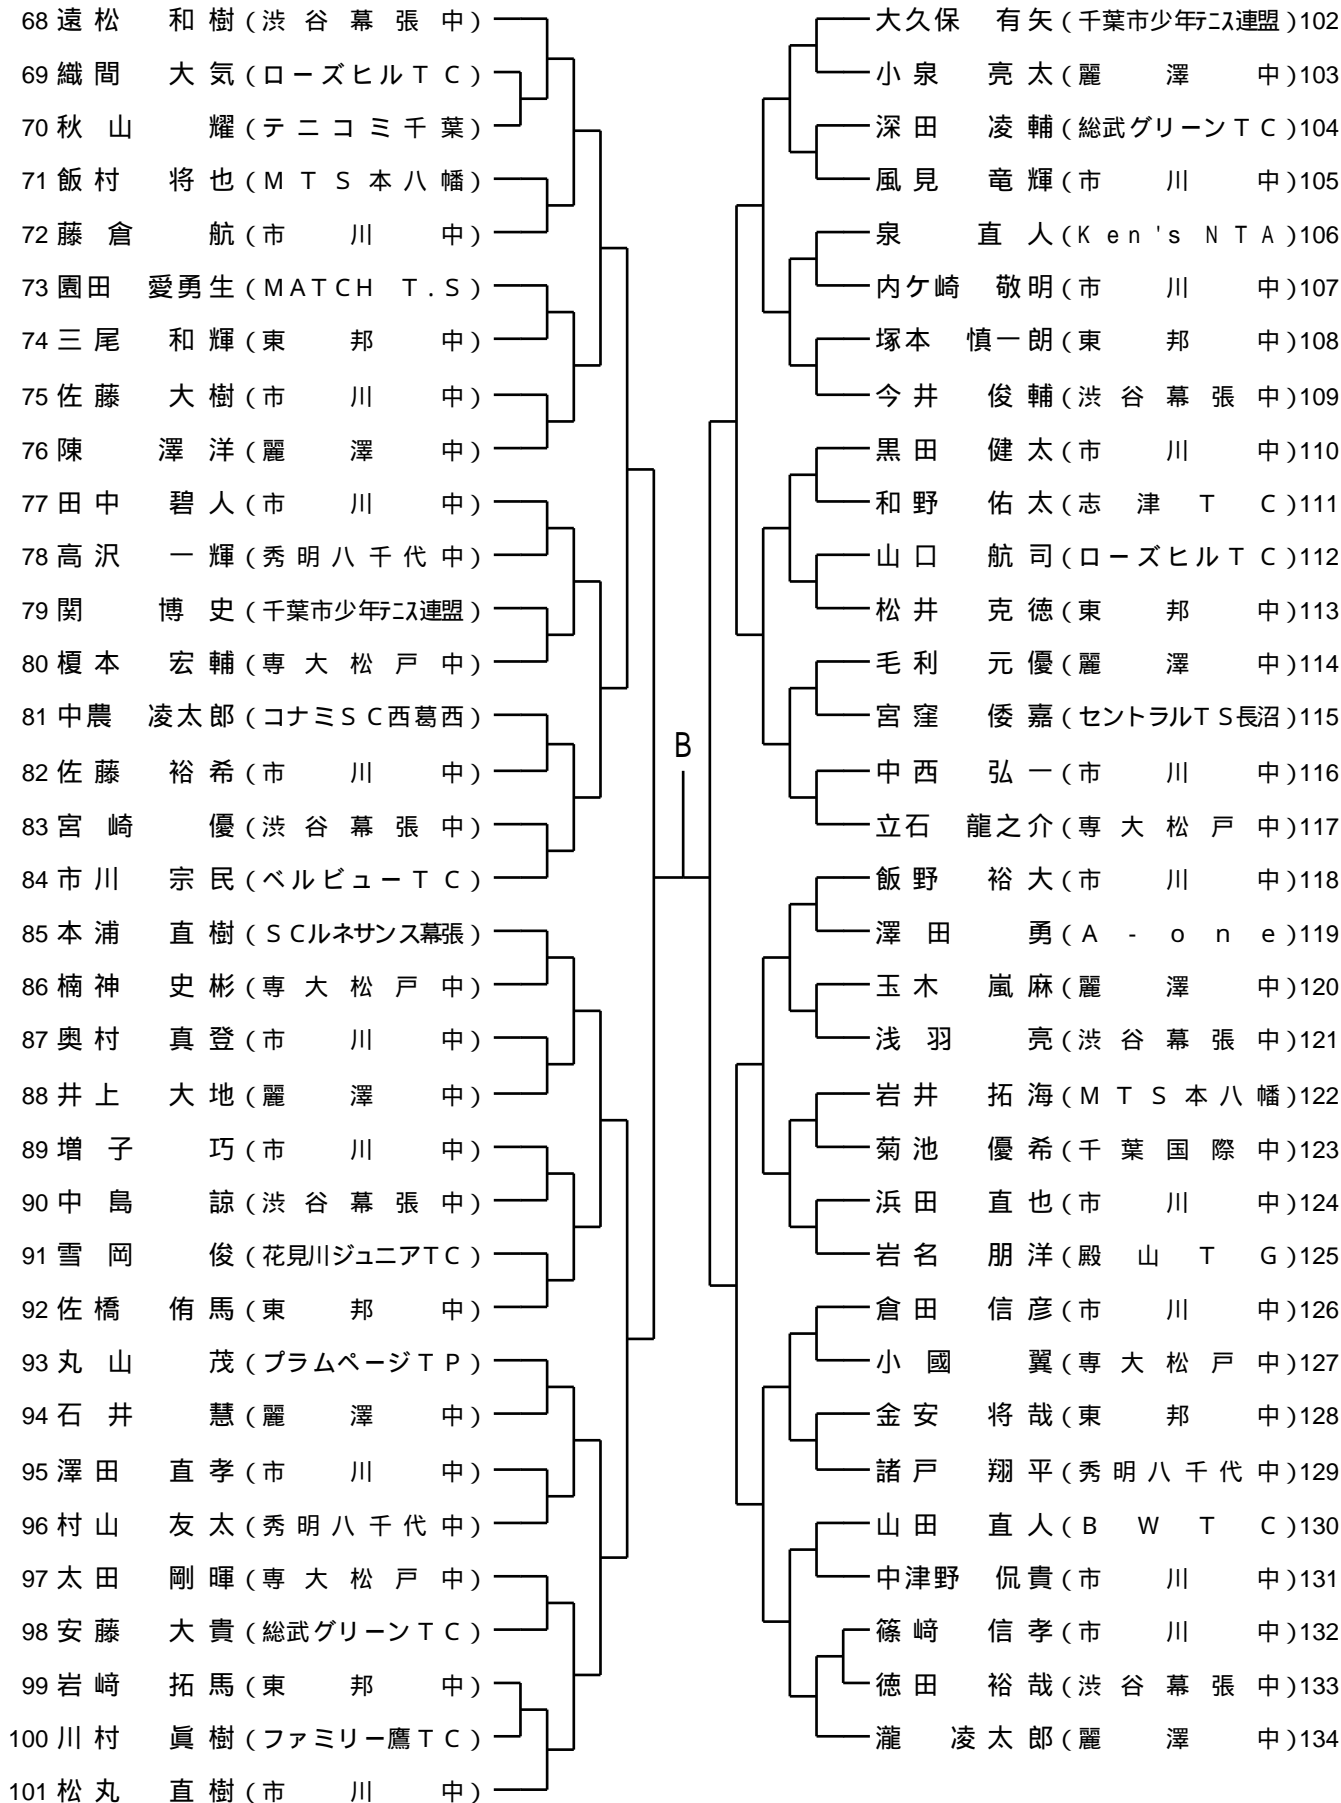 68 遠松 和樹 (渋谷幕張中)
69 織間 大気 (ローズヒルTC)
70 秋山 耀 (テニコミ千葉)
71 飯村 将也 (MTS本八幡)
72 藤倉 航 (市川中)
73 園田 愛勇生 (MATCH T.S)
74 三尾 和輝 (東邦中)
75 佐藤 大樹 (市川中)
76 陳 澤洋 (麗澤中)
77 田中 碧人 (市川中)
78 高沢 一輝 (秀明八千代中)
79 関 博史 (千葉市少年テニス連盟)
80 榎本 宏輔 (専大松戸中)
81 中農 凌太郎 (コナミSC西葛西)
82 佐藤 裕希 (市川中)
83 宮崎 優 (渋谷幕張中)
84 市川 宗民 (ベルビューTC)
85 本浦 直樹 (SCルネサンス幕張)
86 楠神 史彬 (専大松戸中)
87 奥村 真登 (市川中)
88 井上 大地 (麗澤中)
89 増子 巧 (市川中)
90 中島 諒 (渋谷幕張中)
91 雪岡 俊 (花見川ジュニアTC)
92 佐橋 侑馬 (東邦中)
93 丸山 茂 (プラムページTP)
94 石井 慧 (麗澤中)
95 澤田 直孝 (市川中)
96 村山 友太 (秀明八千代中)
97 太田 剛暉 (専大松戸中)
98 安藤 大貴 (総武グリーンTC)
99 岩﨑 拓馬 (東邦中)
100 川村 眞樹 (ファミリー鷹TC)
101 松丸 直樹 (市川中)
B
大久保 有矢 (千葉市少年テニス連盟) 102
小泉 亮太 (麗澤中) 103
深田 凌輔 (総武グリーンTC) 104
風見 竜輝 (市川中) 105
泉 直人 (Ken's NTA) 106
内ケ崎 敬明 (市川中) 107
塚本 慎一朗 (東邦中) 108
今井 俊輔 (渋谷幕張中) 109
黒田 健太 (市川中) 110
和野 佑太 (志津TC) 111
山口 航司 (ローズヒルTC) 112
松井 克徳 (東邦中) 113
毛利 元優 (麗澤中) 114
宮窪 倭嘉 (セントラルTS長沼) 115
中西 弘一 (市川中) 116
立石 龍之介 (専大松戸中) 117
飯野 裕大 (市川中) 118
澤田 勇 (A-one) 119
玉木 嵐麻 (麗澤中) 120
浅羽 亮 (渋谷幕張中) 121
岩井 拓海 (MTS本八幡) 122
菊池 優希 (千葉国際中) 123
浜田 直也 (市川中) 124
岩名 朋洋 (殿山TG) 125
倉田 信彦 (市川中) 126
小國 翼 (専大松戸中) 127
金安 将哉 (東邦中) 128
諸戸 翔平 (秀明八千代中) 129
山田 直人 (BWTC) 130
中津野 侃貴 (市川中) 131
篠﨑 信孝 (市川中) 132
徳田 裕哉 (渋谷幕張中) 133
瀧 凌太郎 (麗澤中) 134